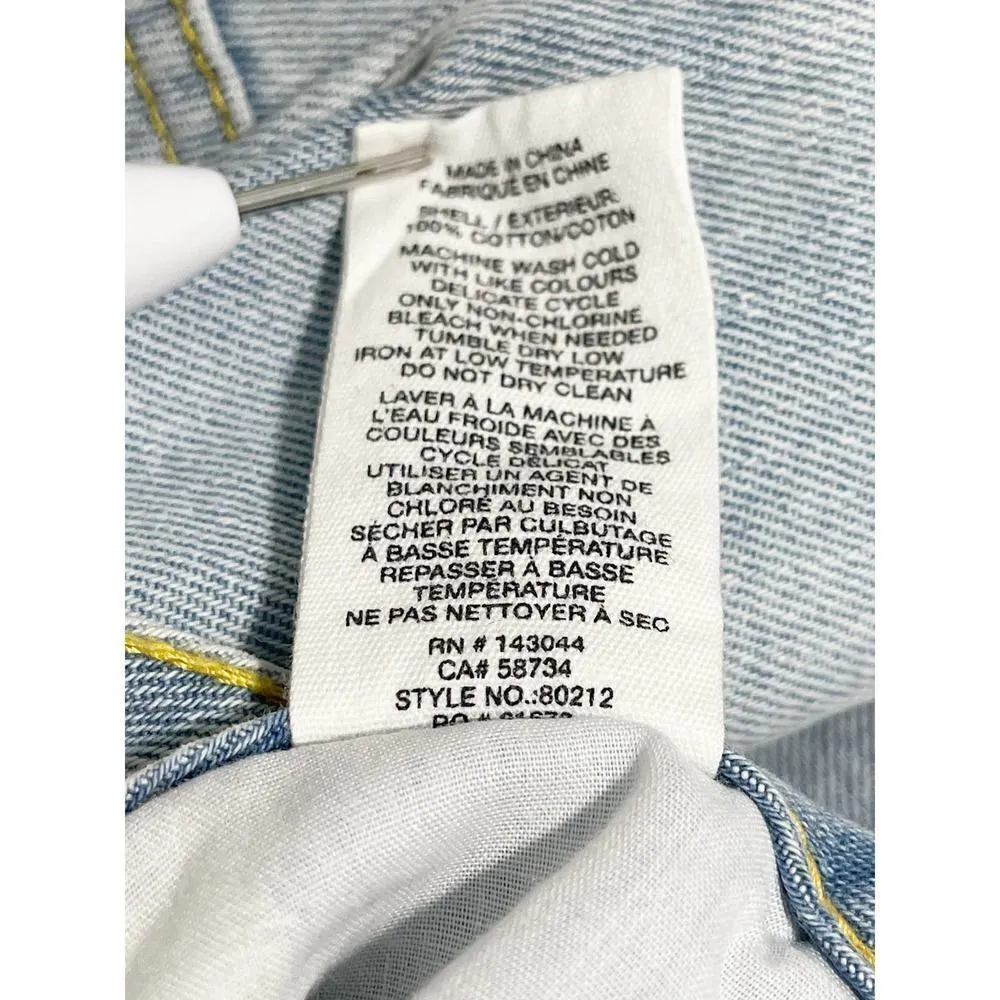 MADE IN CHINA
FABRIQUÉ EN CHINE
SHELL / EXTERIEUR:
100% COTTON/COTON
MACHINE WASH COLD
WITH LIKE COLOURS
DELICATE CYCLE
ONLY NON-CHLORINE
BLEACH WHEN NEEDED
TUMBLE DRY LOW
IRON AT LOW TEMPERATURE
DO NOT DRY CLEAN
LAVER À LA MACHINE À
L'EAU FROIDE AVEC DES
COULEURS SEMBLABLES
CYCLE DÉLICAT
UTILISER UN AGENT DE
BLANCHIMENT NON
CHLORÉ AU BESOIN
SÉCHER PAR CULBUTAGE
À BASSE TEMPÉRATURE
REPASSER À BASSE
TEMPÉRATURE
NE PAS NETTOYER À SEC
RN # 143044
CA# 58734
STYLE NO.:80212
PO #